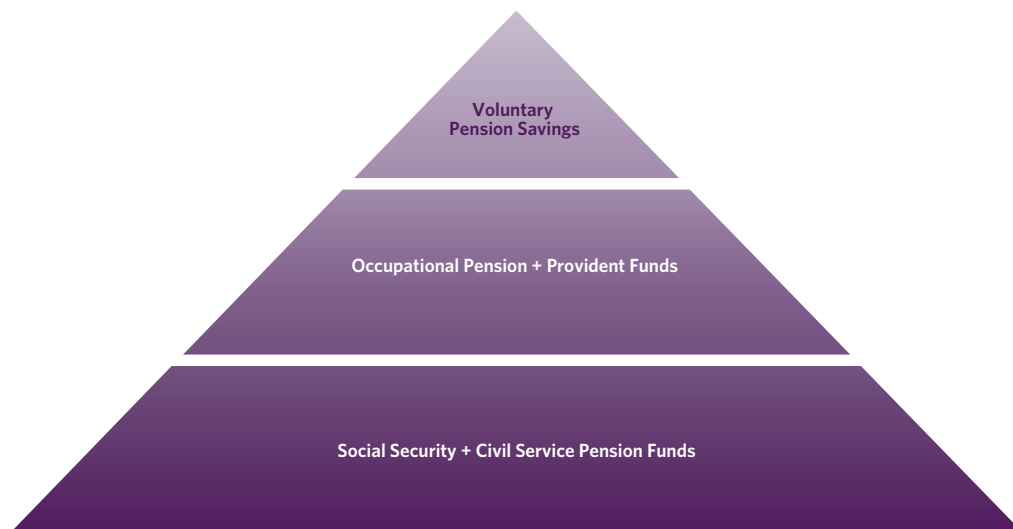 Voluntary
Pension Savings
Occupational Pension + Provident Funds
Social Security + Civil Service Pension Funds